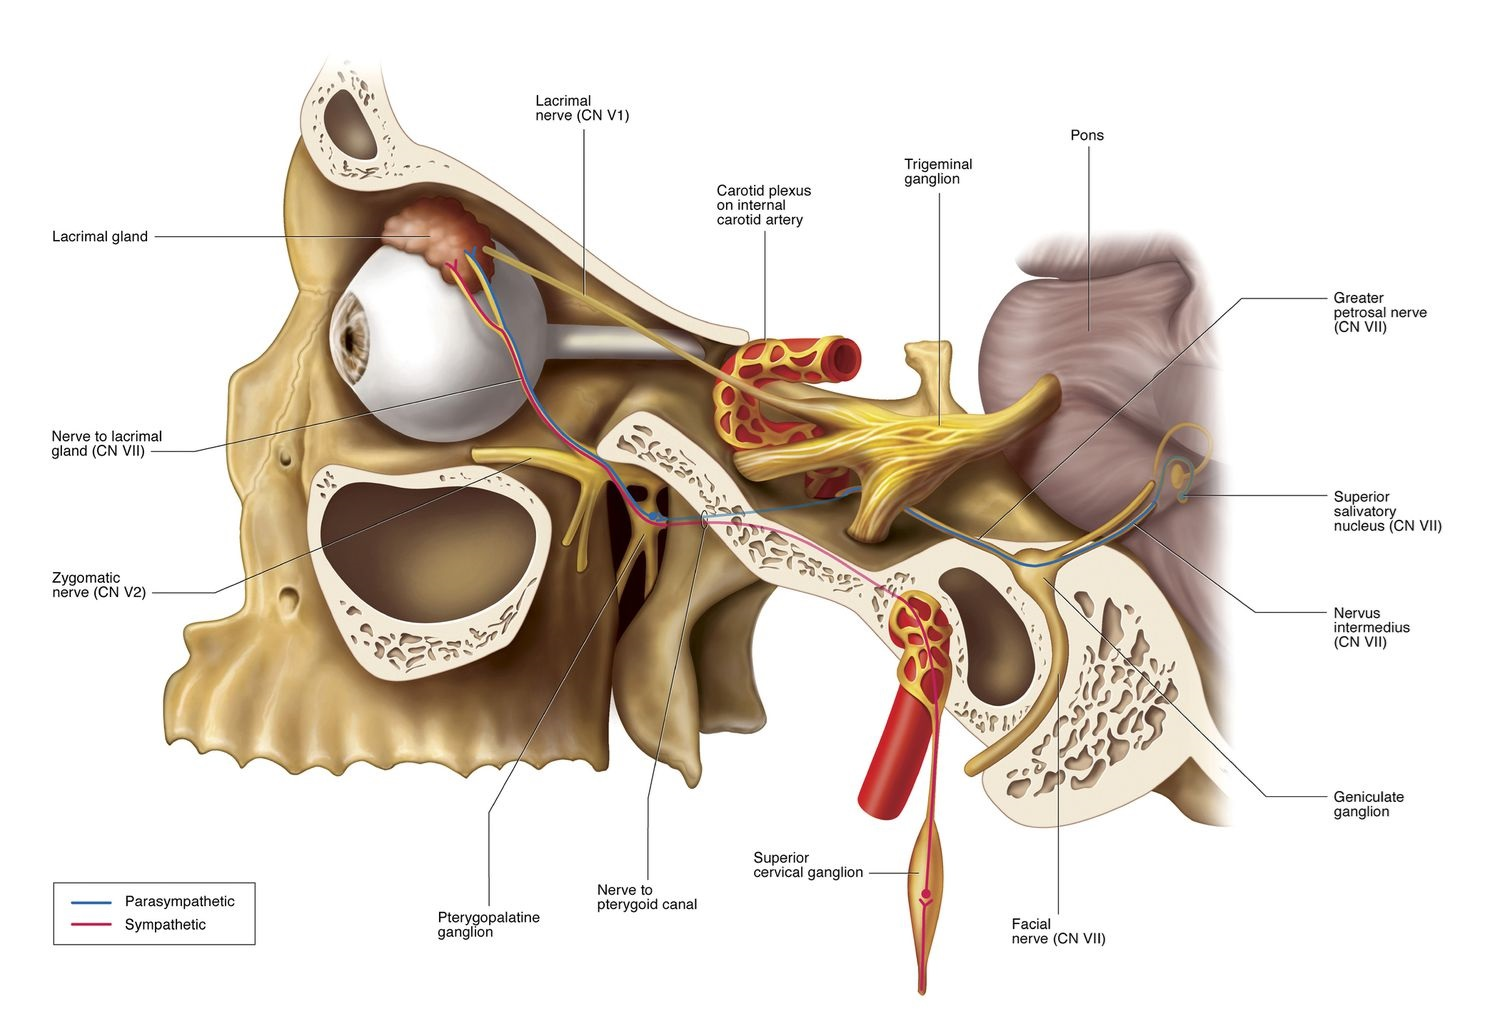 Lacrimal
nerve (CN V1)
Pons
Trigeminal
ganglion
Carotid plexus
on internal
carotid artery
Lacrimal gland
Greater
petrosal nerve
(CN VII)
Nerve to lacrimal
gland (CN VII)
Superior
salivatory
nucleus (CN VII)
Zygomatic
nerve (CN V2)
Nervus
intermedius
(CN VII)
Geniculate
ganglion
Superior
cervical ganglion
Nerve to
pterygoid canal
Pterygopalatine
ganglion
Facial
nerve (CN VII)
Parasympathetic
Sympathetic